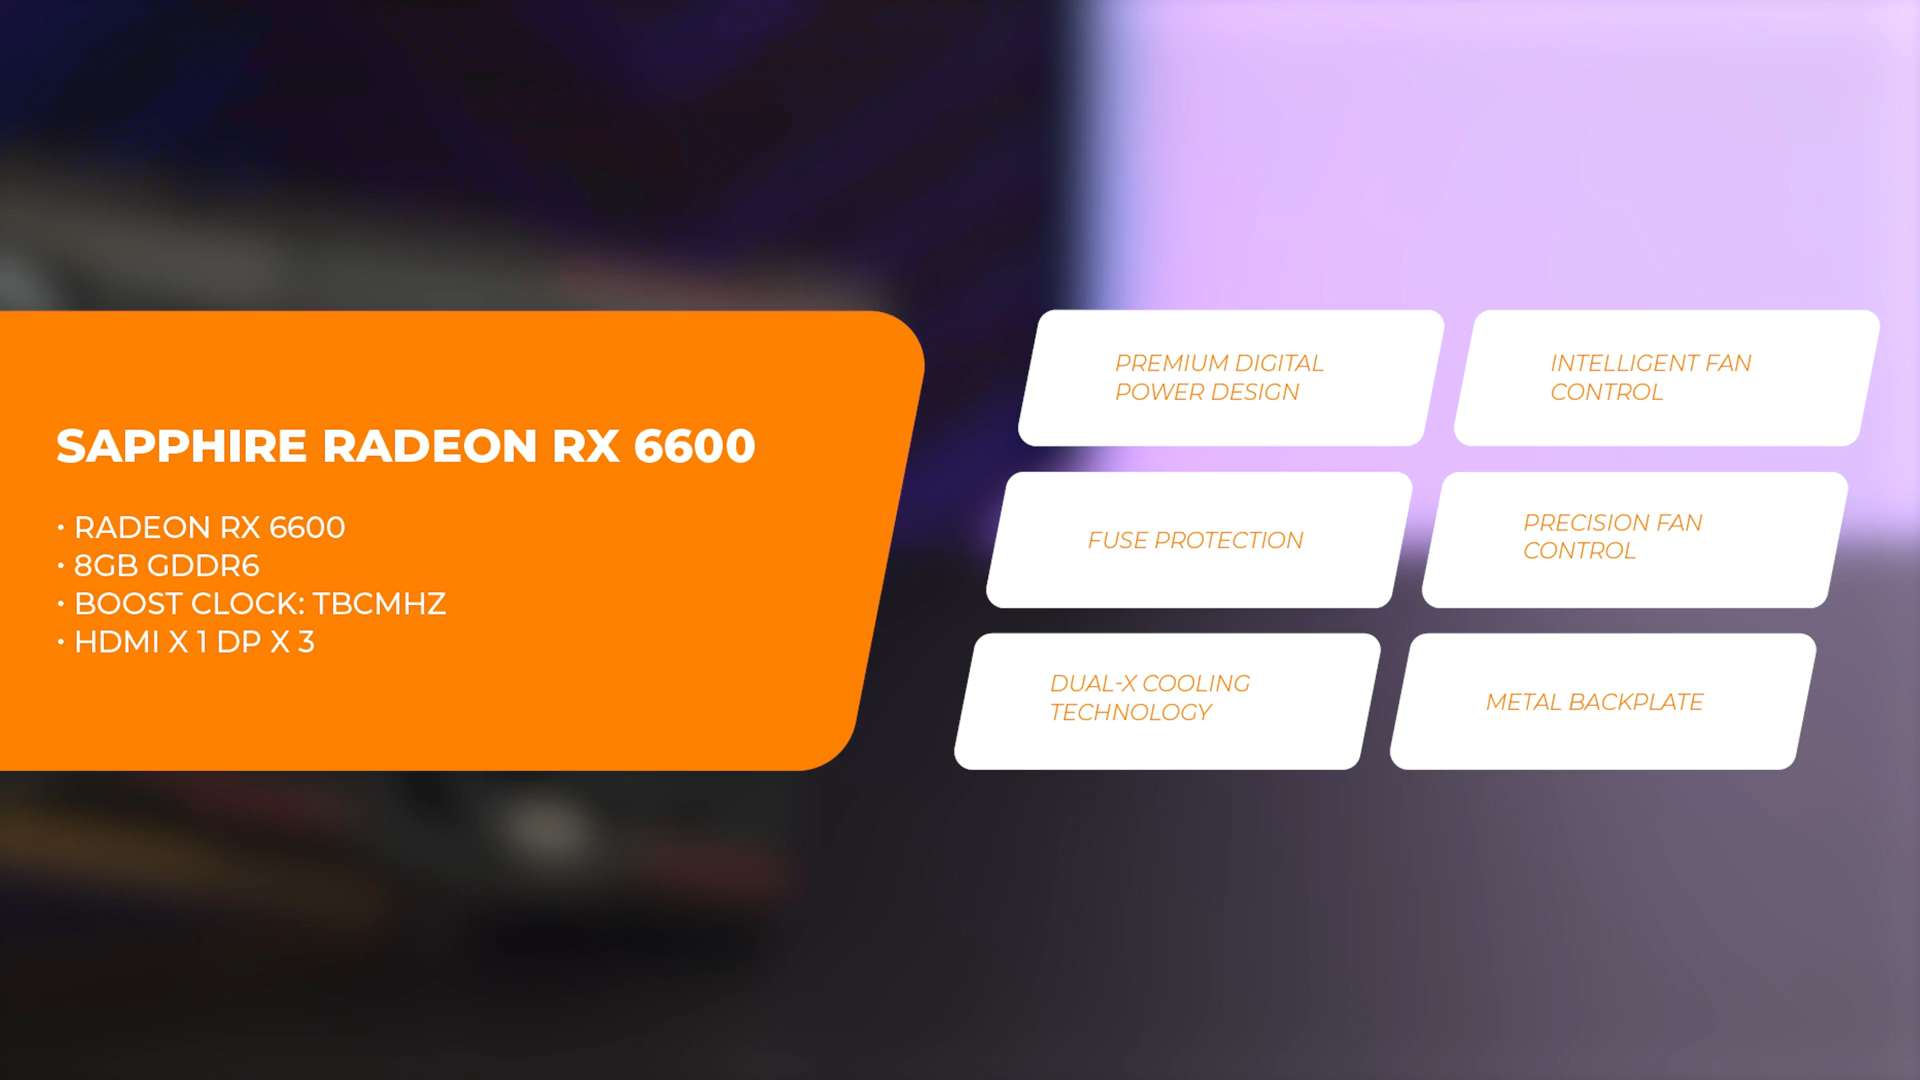 SAPPHIRE RADEON RX 6600
• RADEON RX 6600
• 8GB GDDR6
• BOOST CLOCK: TBCMHZ
• HDMI X 1 DP X 3
PREMIUM DIGITAL
POWER DESIGN
INTELLIGENT FAN
CONTROL
FUSE PROTECTION
PRECISION FAN
CONTROL
DUAL-X COOLING
TECHNOLOGY
METAL BACKPLATE